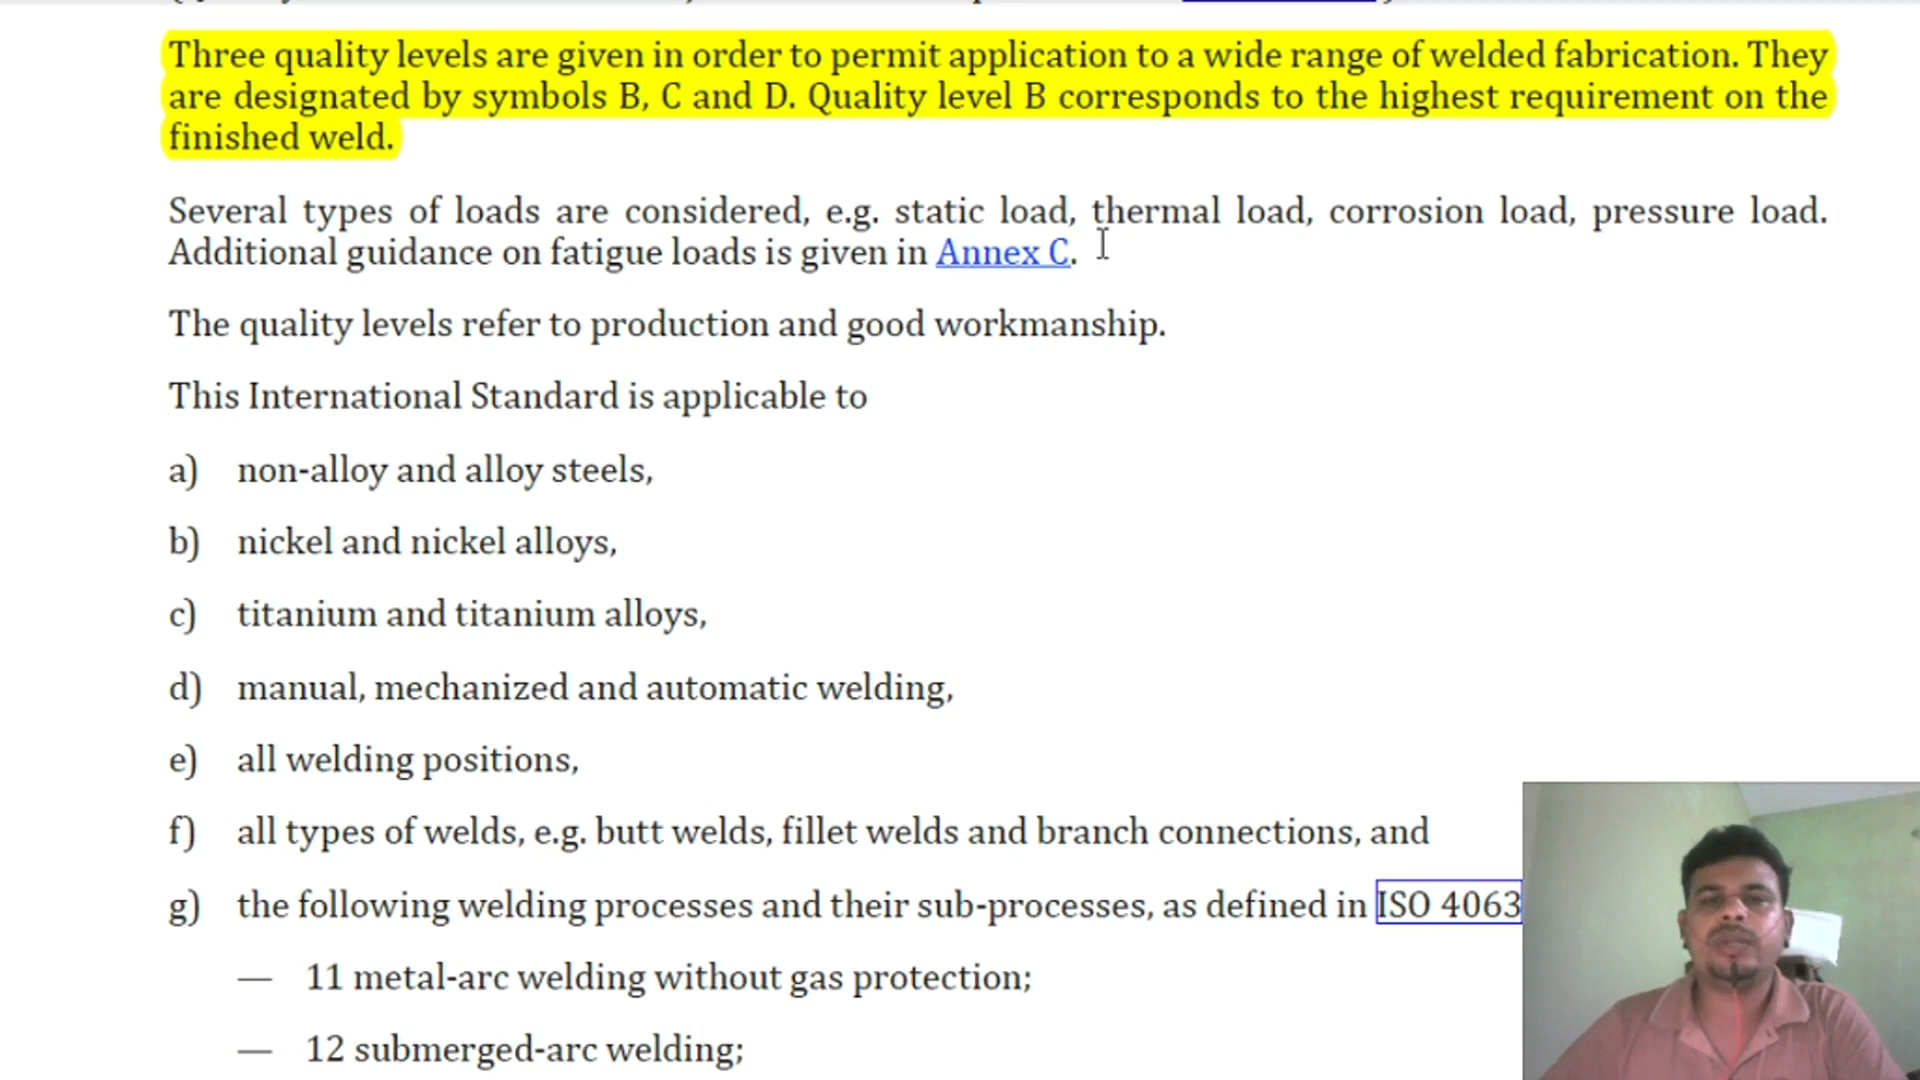 Three quality levels are given in order to permit application to a wide range of welded fabrication. They
are designated by symbols B, C and D. Quality level B corresponds to the highest requirement on the
finished weld.
Several types of loads are considered, e.g. static load, thermal load, corrosion load, pressure load.
Additional guidance on fatigue loads is given in Annex C.
The quality levels refer to production and good workmanship.
This International Standard is applicable to
a) non-alloy and alloy steels,
b) nickel and nickel alloys,
c) titanium and titanium alloys,
d) manual, mechanized and automatic welding,
e) all welding positions,
f) all types of welds, e.g. butt welds, fillet welds and branch connections, and
g) the following welding processes and their sub-processes, as defined in ISO 4063
— 11 metal-arc welding without gas protection;
— 12 submerged-arc welding;